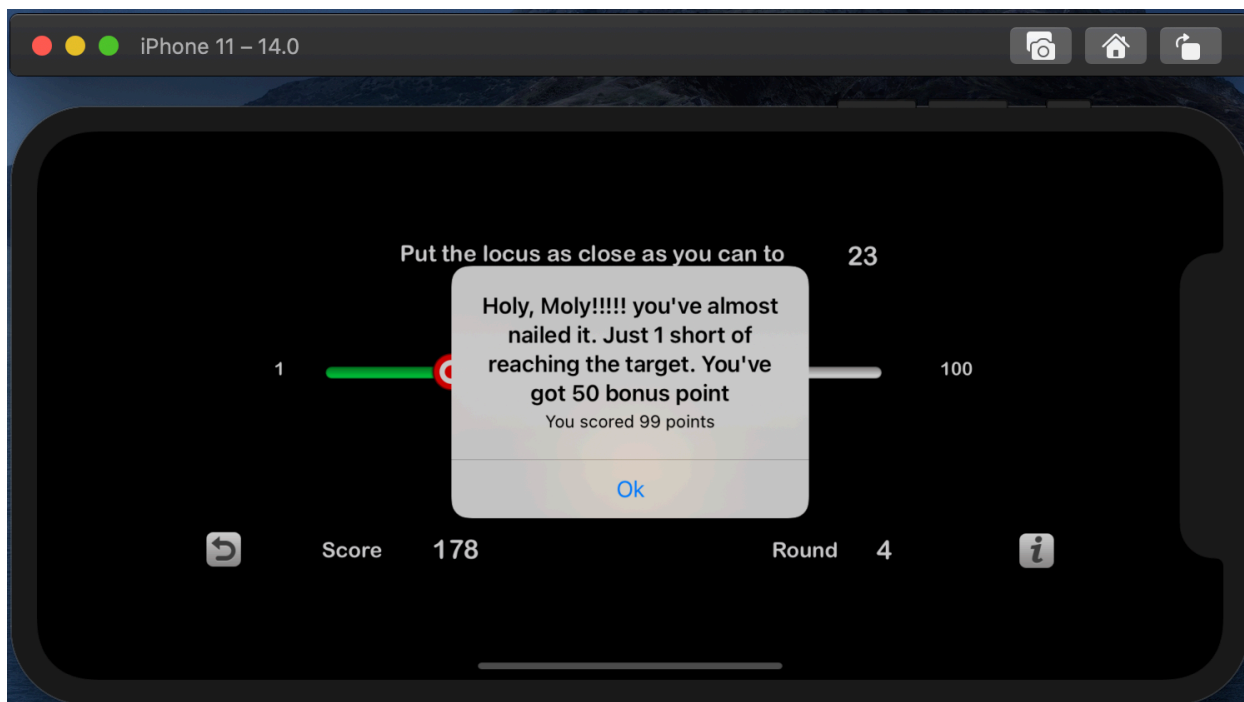 iPhone 11 – 14.0
Put the locus as close as you can to 23
Holy, Moly!!!!! you've almost
nailed it. Just 1 short of
reaching the target. You've
got 50 bonus point
You scored 99 points
1 100
Ok
Score 178 Round 4 i